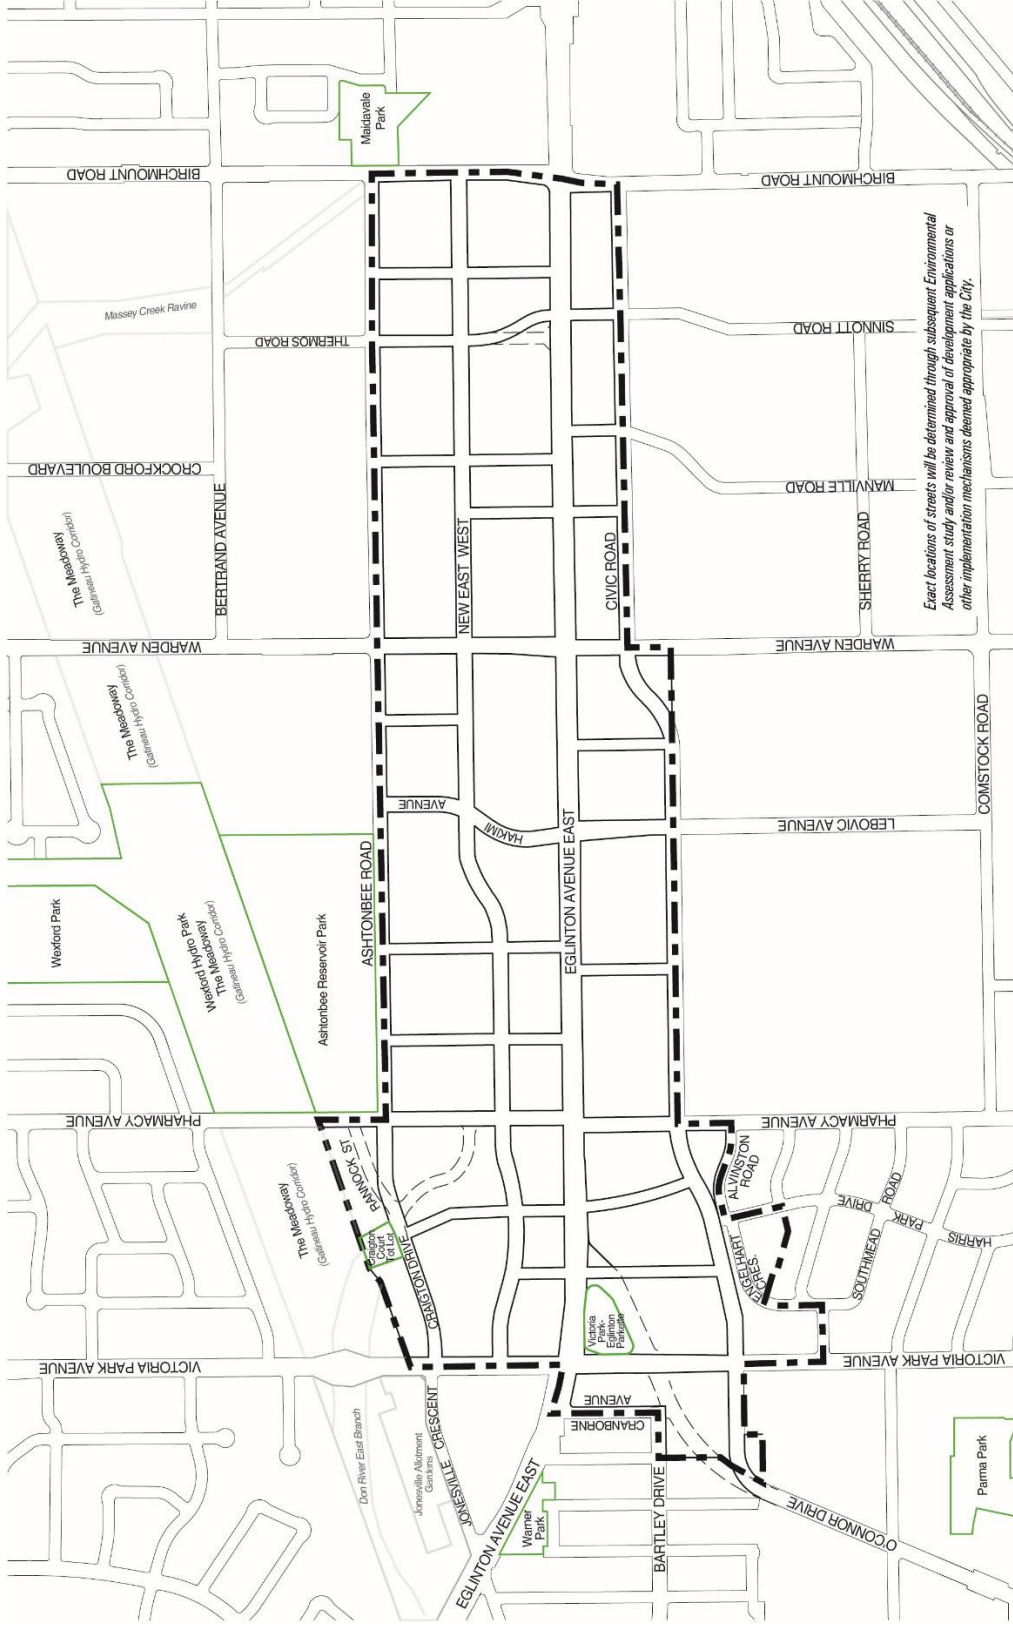 Wexford Park
VICTORIA PARK AVENUE
PHARMACY AVENUE
WARDEN AVENUE
CROCKFORD BOULEVARD
BIRCHMOUNT ROAD
The Meadoway
(Gatineau Hydro Corridor)
The Meadoway
(Gatineau Hydro Corridor)
Massey Creek Ravine
Wexford Hydro Park
The Meadoway
(Gatineau Hydro Corridor)
BERTRAND AVENUE
The Meadoway
(Gatineau Hydro Corridor)
THERMOS ROAD
Ashtonbee Reservoir Park
RANNOCK ST
ASHTONBEE ROAD
Maidavale
Park
Don River East Branch
Craigton
Court
Tot Lot
Jonesville Allotment
Gardens
JONESVILLE CRESCENT
CRAIGTON DRIVE
HAKIMI
AVENUE
NEW EAST WEST
EGLINTON AVENUE EAST
Warner
Park
EGLINTON AVENUE EAST
CRANBORNE
AVENUE
Victoria
Park-
Eglinton
Parkette
CIVIC ROAD
BARTLEY DRIVE
ENGELHART
CRES.
ALVINSTON
ROAD
O'CONNOR DRIVE
VICTORIA PARK AVENUE
SOUTHMEAD
ROAD
PARK
DRIVE
HARRIS
PHARMACY AVENUE
LEBOVIC AVENUE
WARDEN AVENUE
MANVILLE ROAD
SINNOTT ROAD
BIRCHMOUNT ROAD
SHERRY ROAD
COMSTOCK ROAD
Parma Park
Exact locations of streets will be determined through subsequent Environmental
Assessment study and/or review and approval of development applications or
other implementation mechanisms deemed appropriate by the City.